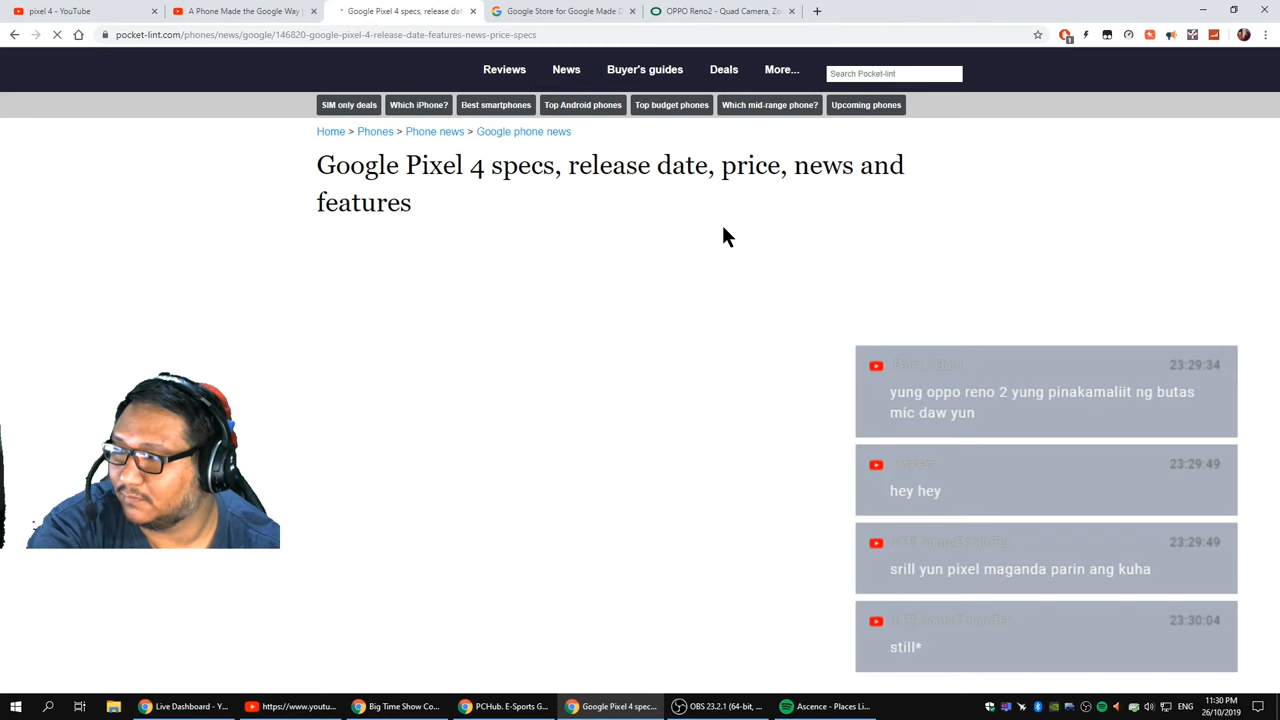 pixel 4 - YouTube
A Phone Made the Google Way |
Google Pixel 4 specs, release dat
Google Store for Google Made D
OPPO Reno2 - Quad Camera, Zo
pocket-lint.com/phones/news/google/146820-google-pixel-4-release-date-features-news-price-specs
1
Reviews News Buyer's guides Deals More... Search Pocket-lint
SIM only deals Which iPhone? Best smartphones Top Android phones Top budget phones Which mid-range phone? Upcoming phones
Home > Phones > Phone news > Google phone news
Google Pixel 4 specs, release date, price, news and
features
23:29:34
yung oppo reno 2 yung pinakamaliit ng butas
mic daw yun
23:29:49
hey hey
23:29:49
srill yun pixel maganda parin ang kuha
23:30:04
still*
Live Dashboard - Y...
https://www.youtu...
Big Time Show Co...
PCHub. E-Sports G...
Google Pixel 4 spec...
OBS 23.2.1 (64-bit, ...
Ascence - Places Li...
ENG
11:30 PM
26/10/2019